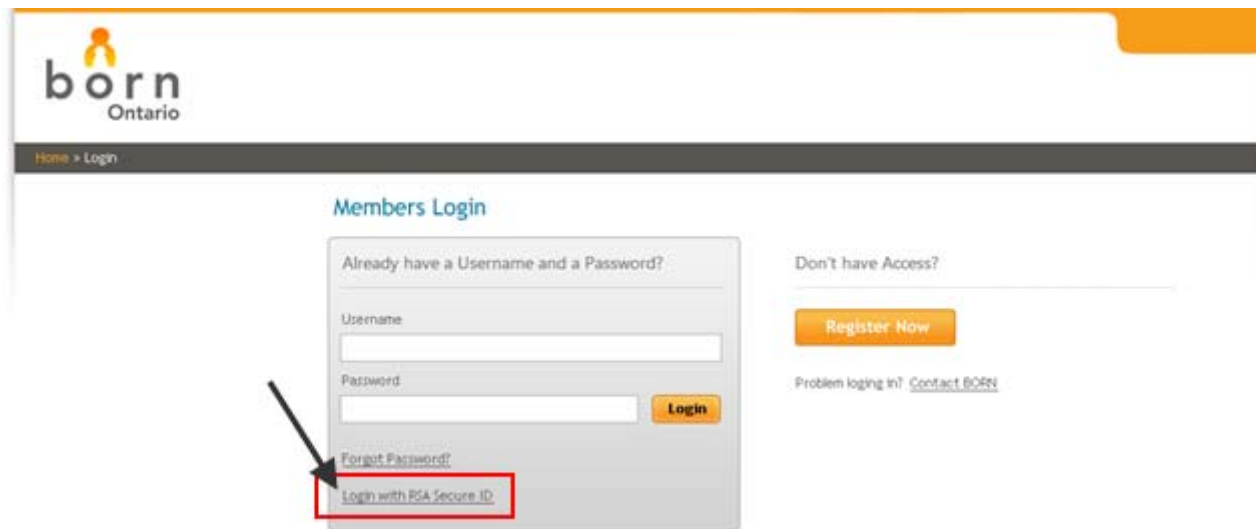 born
Ontario
Home > Login
Members Login
Already have a Username and a Password?
Don't have Access?
Username
Register Now
Password
Problem loging in? Contact BORN
Login
Forgot Password?
Login with RSA Secure ID